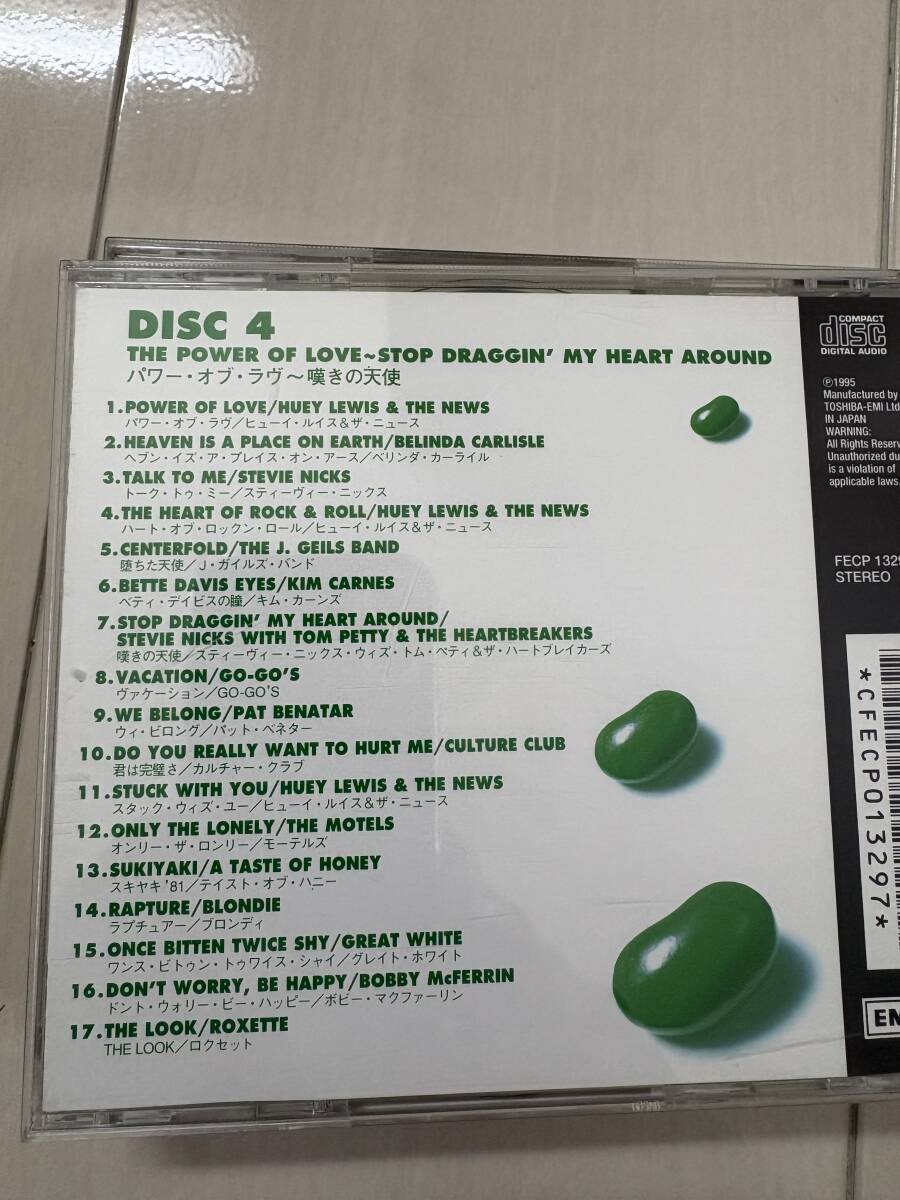 DISC 4
THE POWER OF LOVE~STOP DRAGGIN' MY HEART AROUND
パワー・オブ・ラヴ〜嘆きの天使
1.POWER OF LOVE/HUEY LEWIS & THE NEWS
パワー・オブ・ラヴ／ヒューイ・ルイス＆ザ・ニュース
2.HEAVEN IS A PLACE ON EARTH/BELINDA CARLISLE
ヘブン・イズ・ア・プレイス・オン・アース／ベリンダ・カーライル
3.TALK TO ME/STEVIE NICKS
トーク・トゥ・ミー／スティーヴィー・ニックス
4.THE HEART OF ROCK & ROLL/HUEY LEWIS & THE NEWS
ハート・オブ・ロックン・ロール／ヒューイ・ルイス＆ザ・ニュース
5.CENTERFOLD/THE J. GEILS BAND
堕ちた天使／J・ガイルズ・バンド
6.BETTE DAVIS EYES/KIM CARNES
ベティ・デイビスの瞳／キム・カーンズ
7.STOP DRAGGIN' MY HEART AROUND/
STEVIE NICKS WITH TOM PETTY & THE HEARTBREAKERS
嘆きの天使／スティーヴィー・ニックス・ウィズ・トム・ペティ＆ザ・ハートブレイカーズ
8.VACATION/GO-GO'S
ヴァケーション／GO-GO'S
9.WE BELONG/PAT BENATAR
ウィ・ビロング／パット・ベネター
10.DO YOU REALLY WANT TO HURT ME/CULTURE CLUB
君は完璧さ／カルチャー・クラブ
11.STUCK WITH YOU/HUEY LEWIS & THE NEWS
スタック・ウィズ・ユー／ヒューイ・ルイス＆ザ・ニュース
12.ONLY THE LONELY/THE MOTELS
オンリー・ザ・ロンリー／モーテルズ
13.SUKIYAKI/A TASTE OF HONEY
スキヤキ '81／テイスト・オブ・ハニー
14.RAPTURE/BLONDIE
ラプチュアー／ブロンディ
15.ONCE BITTEN TWICE SHY/GREAT WHITE
ワンス・ビトゥン・トゥワイス・シャイ／グレイト・ホワイト
16.DON'T WORRY, BE HAPPY/BOBBY McFERRIN
ドント・ウォリー・ビー・ハッピー／ボビー・マクファーリン
17.THE LOOK/ROXETTE
THE LOOK／ロクセット
COMPACT
disc
DIGITAL AUDIO
℗1995
Manufactured by
TOSHIBA-EMI Ltd
IN JAPAN
WARNING:
All Rights Reserv
Unauthorized du
is a violation of
applicable laws.
FECP 1329
STEREO
*CFECP013297*
EM